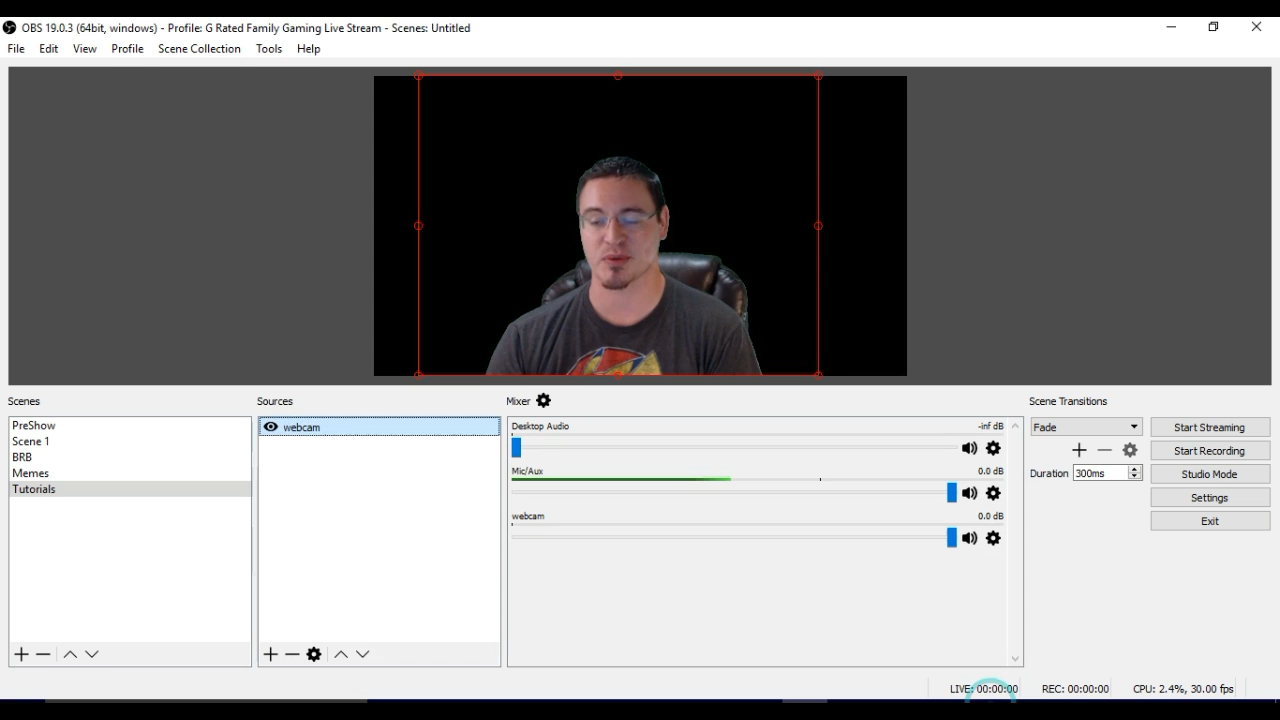 OBS 19.0.3 (64bit, windows) - Profile: G Rated Family Gaming Live Stream - Scenes: Untitled
File Edit View Profile Scene Collection Tools Help
Scenes
PreShow
Scene 1
BRB
Memes
Tutorials
Sources
webcam
Mixer
Desktop Audio -inf dB
Mic/Aux 0.0 dB
webcam 0.0 dB
Scene Transitions
Fade
Duration 300ms
Start Streaming
Start Recording
Studio Mode
Settings
Exit
LIVE: 00:00:00 REC: 00:00:00 CPU: 2.4%, 30.00 fps